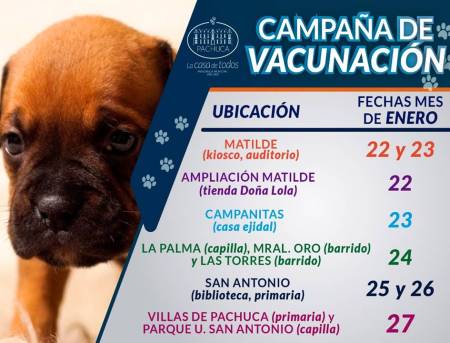 PACHUCA
La casa de todos
CAMPAÑA DE
VACUNACIÓN
UBICACIÓN
FECHAS MES
DE ENERO
MATILDE
(kiosco, auditorio)
22 y 23
AMPLIACIÓN MATILDE
(tienda Doña Lola)
22
CAMPANITAS
(casa ejidal)
23
LA PALMA (capilla), MRAL. ORO (barrido)
y LAS TORRES (barrido)
24
SAN ANTONIO
(biblioteca, primaria)
25 y 26
VILLAS DE PACHUCA (primaria) y
PARQUE U. SAN ANTONIO (capilla)
27